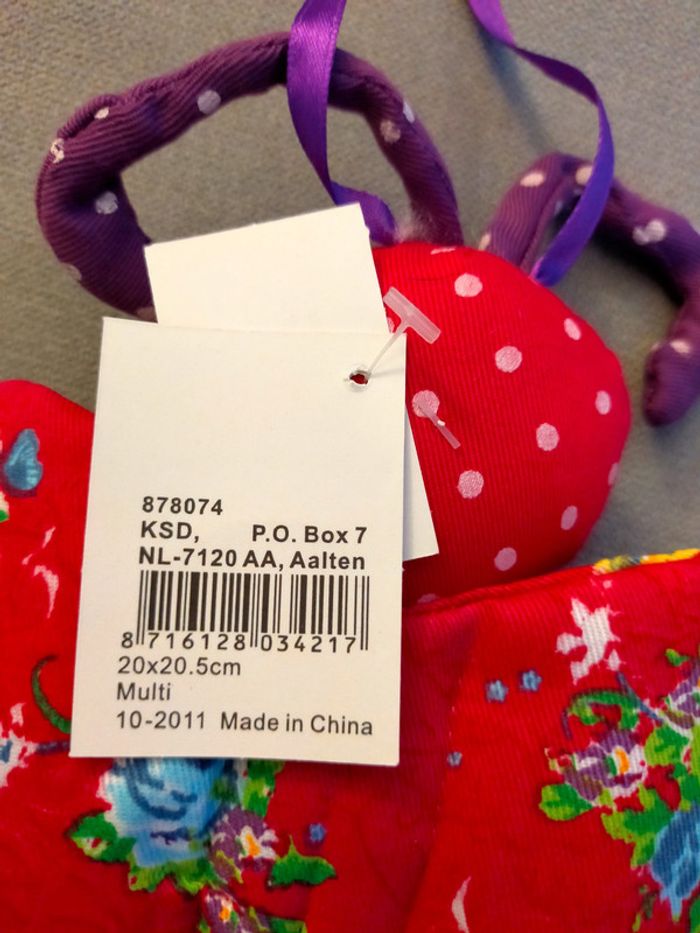 878074
KSD, P.O. Box 7
NL-7120 AA, Aalten
8 716128 034217
20x20.5cm
Multi
10-2011 Made in China